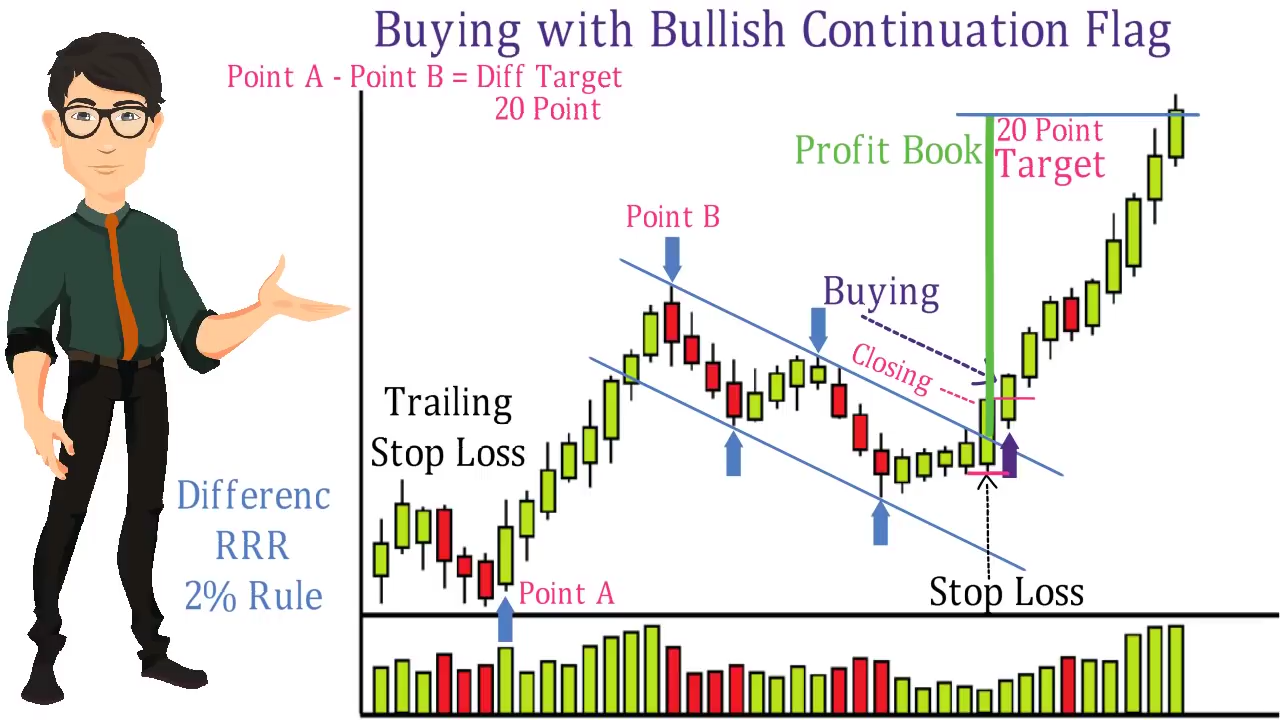 Buying with Bullish Continuation Flag
Point A - Point B = Diff Target
20 Point
20 Point
Profit Book
Target
Point B
Buying
Closing
Trailing
Stop Loss
Differenc
RRR
2% Rule
Point A
Stop Loss